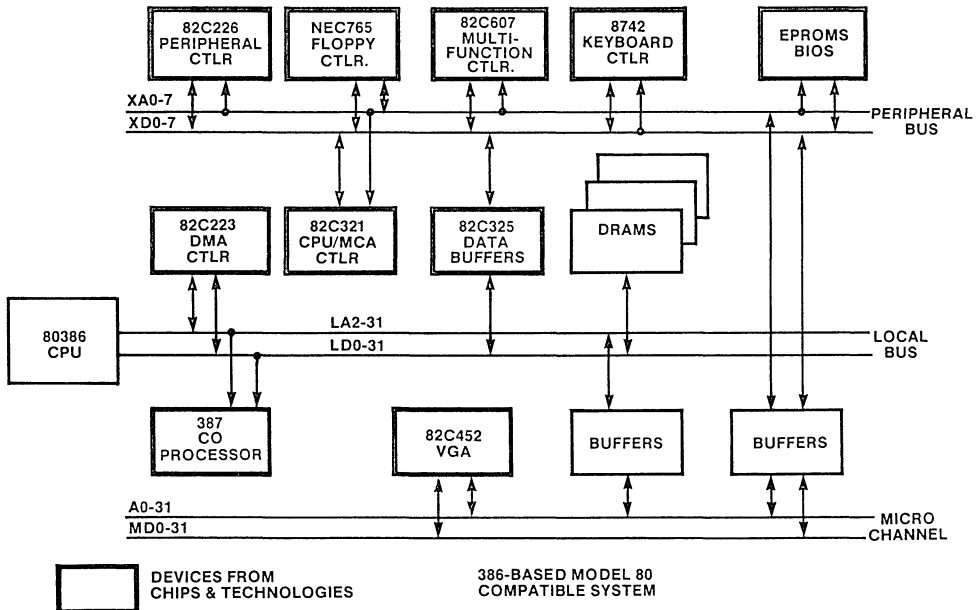 82C226
PERIPHERAL
CTLR
NEC765
FLOPPY
CTLR.
82C607
MULTI-
FUNCTION
CTLR.
8742
KEYBOARD
CTLR
EPROMS
BIOS
XA0-7
XD0-7
PERIPHERAL
BUS
82C223
DMA
CTLR
82C321
CPU/MCA
CTLR
82C325
DATA
BUFFERS
DRAMS
80386
CPU
LA2-31
LD0-31
LOCAL
BUS
387
CO
PROCESSOR
82C452
VGA
BUFFERS
BUFFERS
A0-31
MD0-31
MICRO
CHANNEL
DEVICES FROM
CHIPS & TECHNOLOGIES
386-BASED MODEL 80
COMPATIBLE SYSTEM